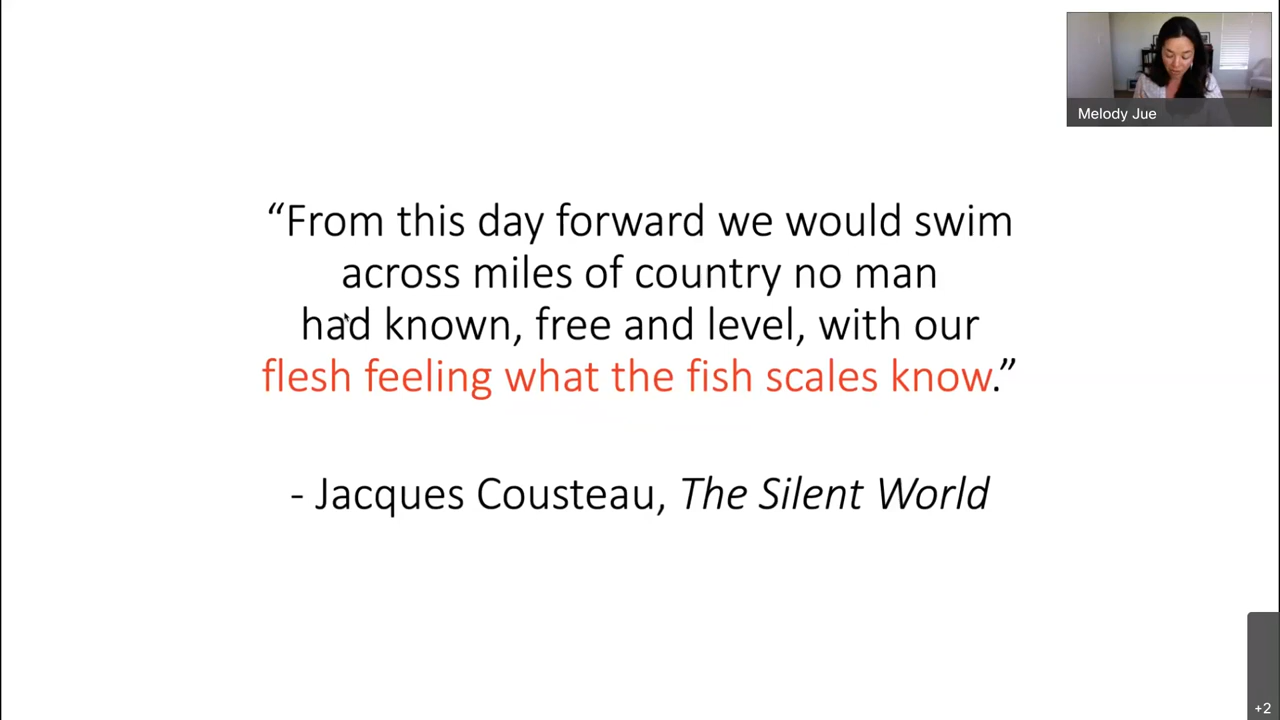 Melody Jue
“From this day forward we would swim
across miles of country no man
had known, free and level, with our
flesh feeling what the fish scales know.”
- Jacques Cousteau, The Silent World
+2